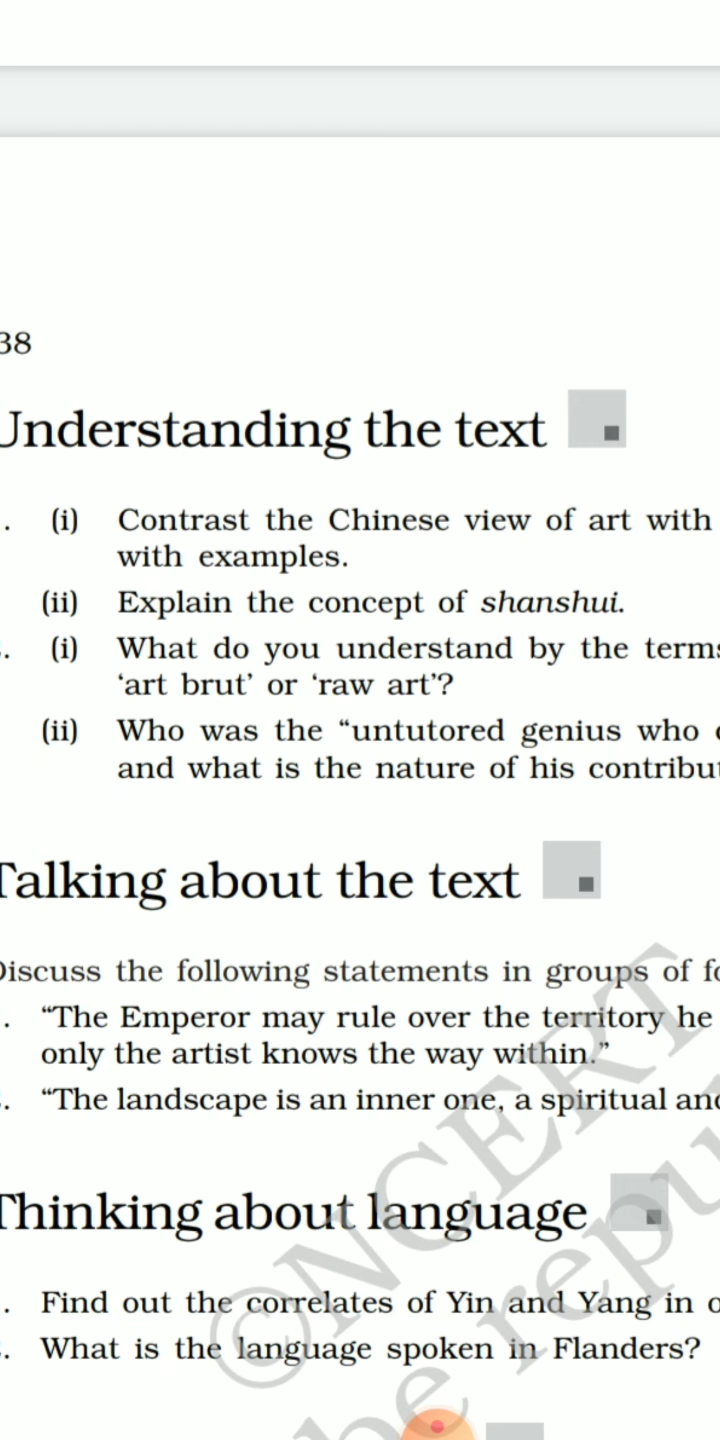 38
Understanding the text
. (i) Contrast the Chinese view of art with
with examples.
(ii) Explain the concept of shanshui.
. (i) What do you understand by the terms
‘art brut’ or ‘raw art’?
(ii) Who was the “untutored genius who
and what is the nature of his
Talking about the text
Discuss the following statements in groups of
. “The Emperor may rule over the territory he
only the artist knows the way within.”
. “The landscape is an inner one, a spiritual
Thinking about language
. Find out the correlates of Yin and Yang in
. What is the language spoken in Flanders?
©NCERT
be